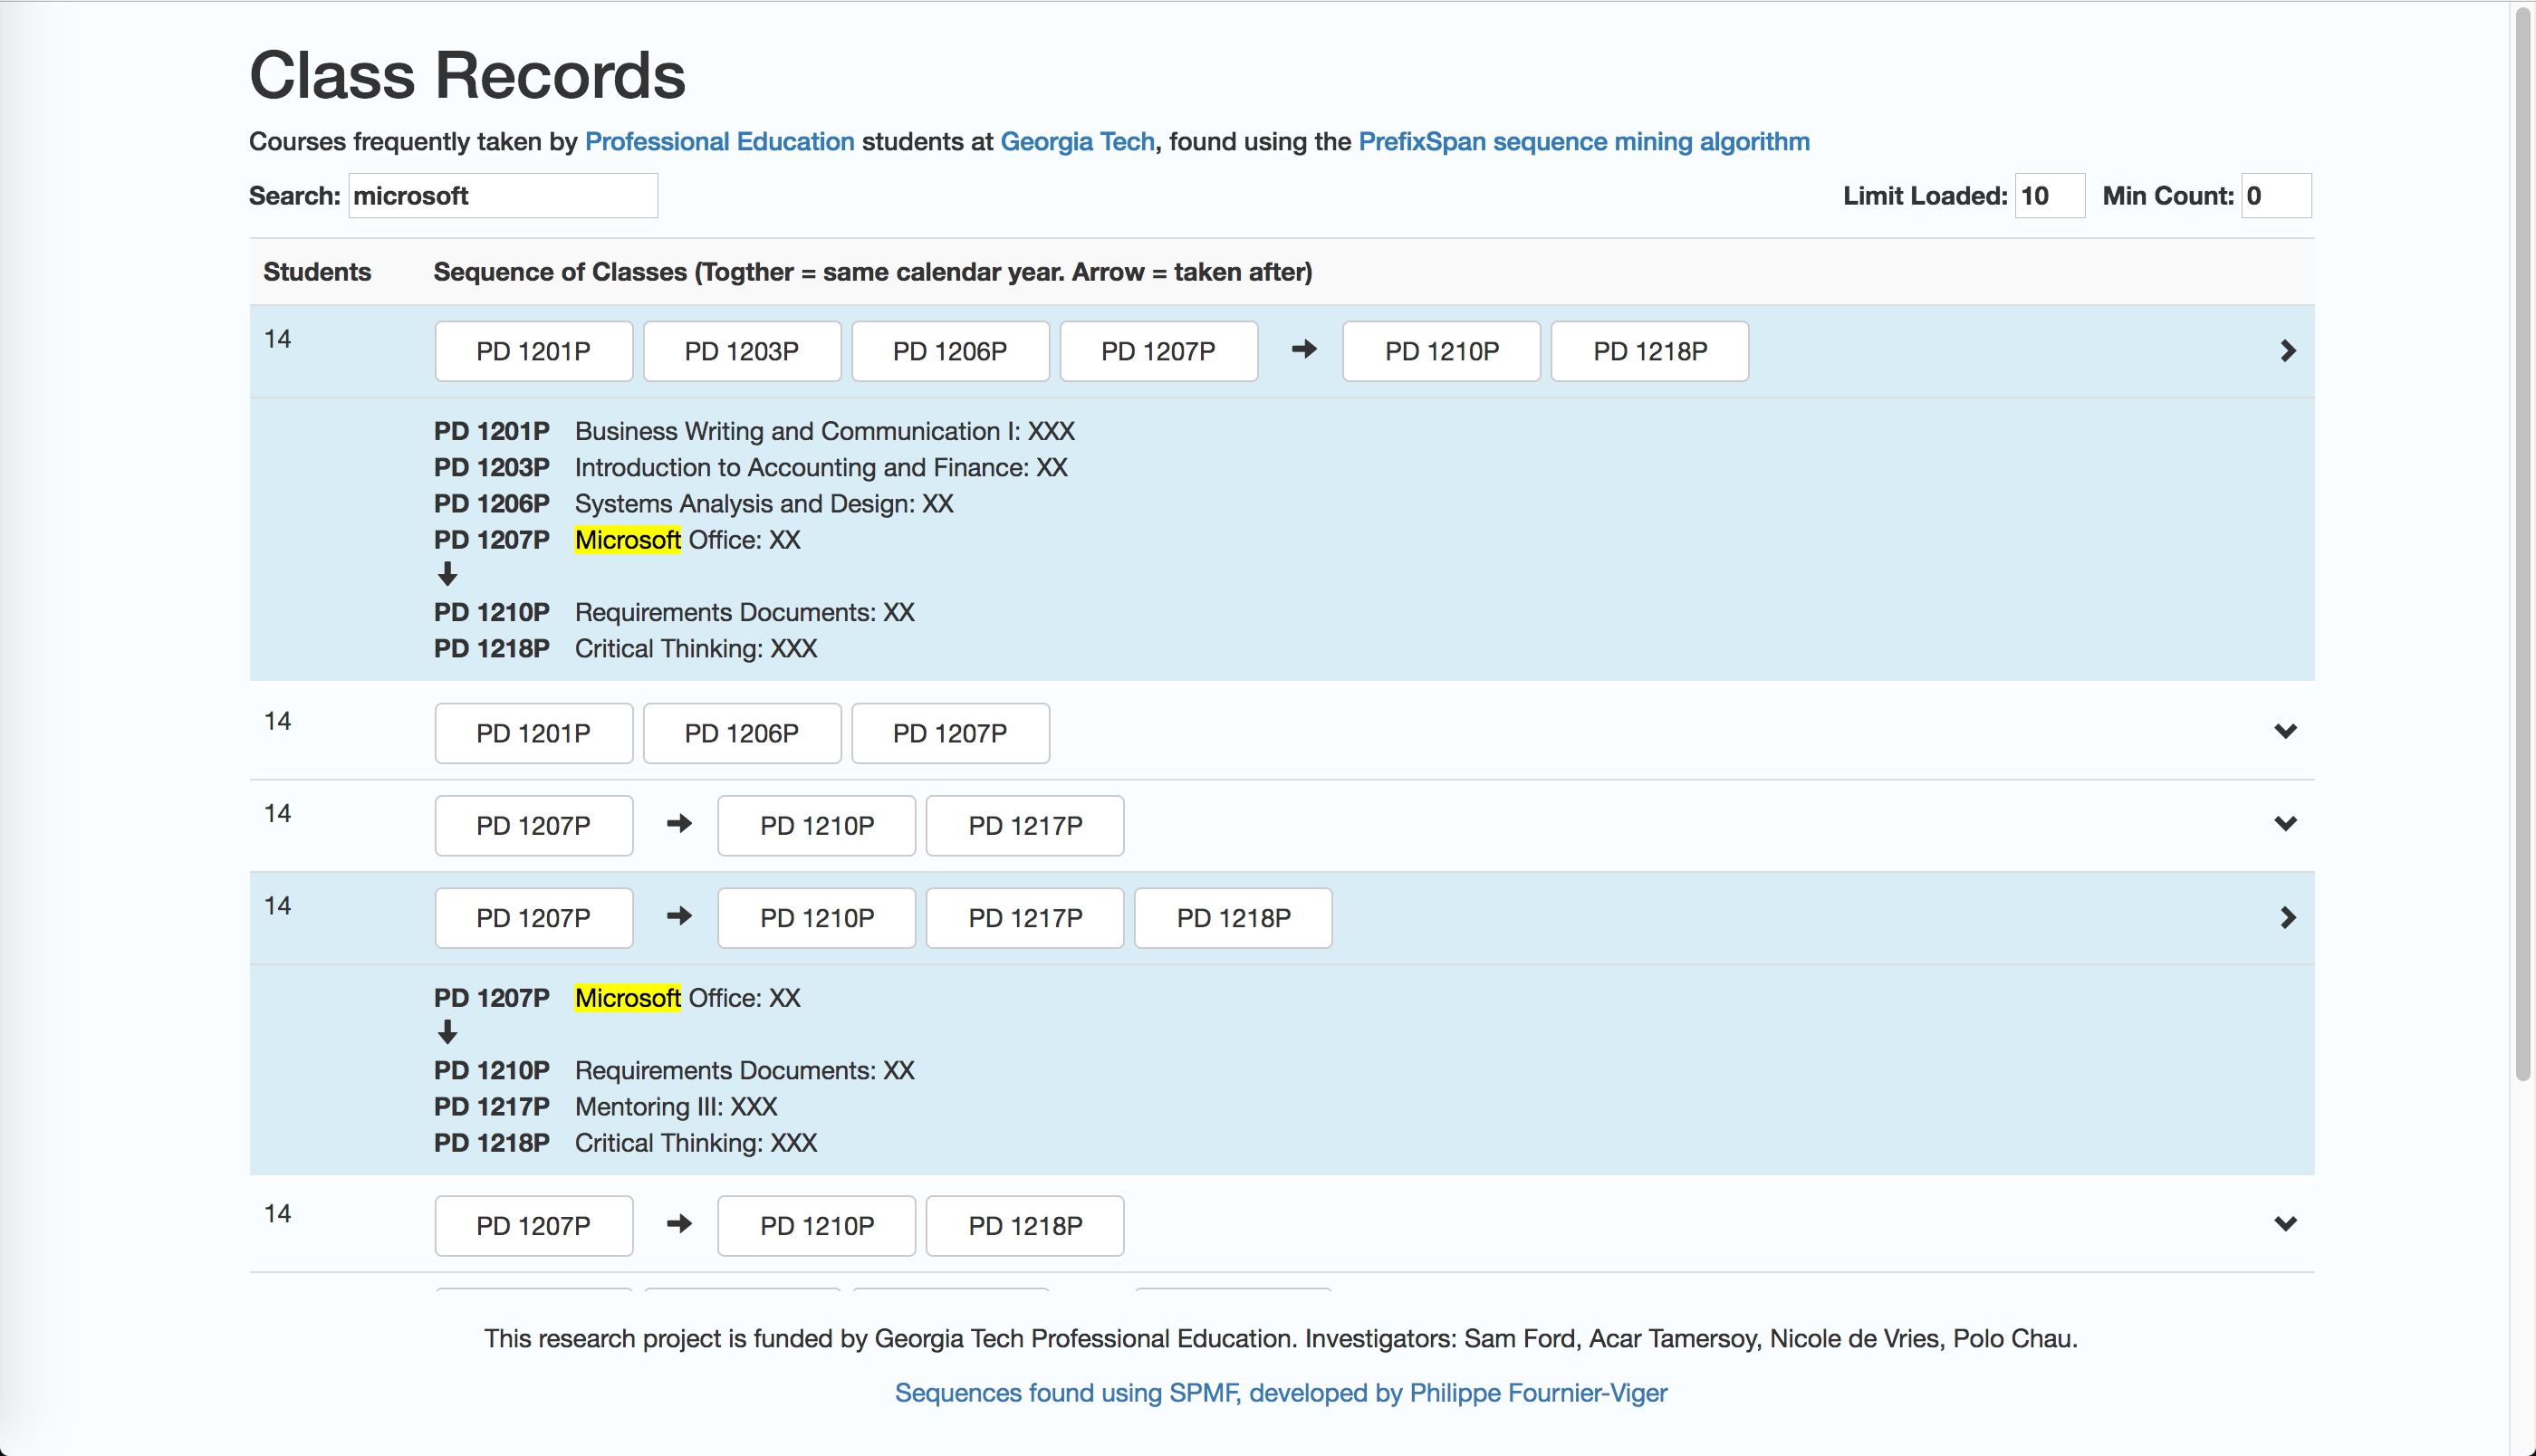 Class Records
Courses frequently taken by Professional Education students at Georgia Tech, found using the PrefixSpan sequence mining algorithm
Search: microsoft Limit Loaded: 10 Min Count: 0
Students Sequence of Classes (Togther = same calendar year. Arrow = taken after)
14 PD 1201P PD 1203P PD 1206P PD 1207P PD 1210P PD 1218P
PD 1201P Business Writing and Communication I: XXX
PD 1203P Introduction to Accounting and Finance: XX
PD 1206P Systems Analysis and Design: XX
PD 1207P Microsoft Office: XX
PD 1210P Requirements Documents: XX
PD 1218P Critical Thinking: XXX
14 PD 1201P PD 1206P PD 1207P
14 PD 1207P PD 1210P PD 1217P
14 PD 1207P PD 1210P PD 1217P PD 1218P
PD 1207P Microsoft Office: XX
PD 1210P Requirements Documents: XX
PD 1217P Mentoring III: XXX
PD 1218P Critical Thinking: XXX
14 PD 1207P PD 1210P PD 1218P
This research project is funded by Georgia Tech Professional Education. Investigators: Sam Ford, Acar Tamersoy, Nicole de Vries, Polo Chau.
Sequences found using SPMF, developed by Philippe Fournier-Viger